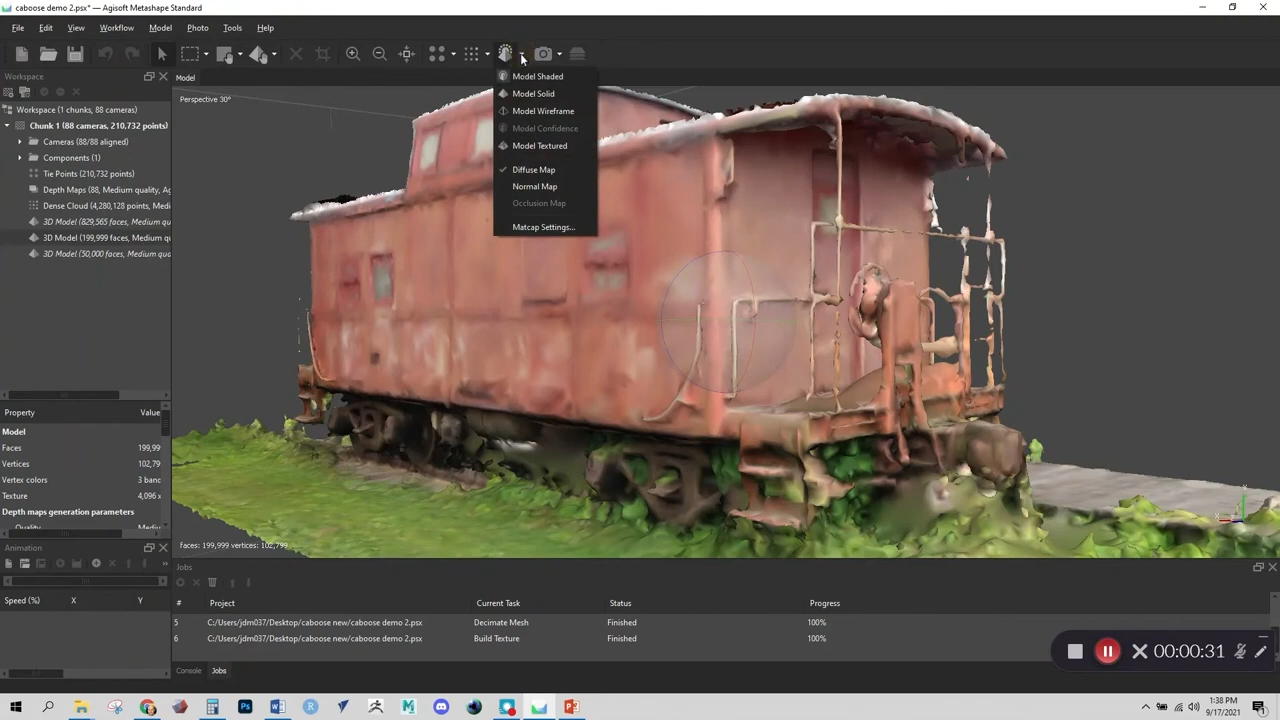 caboose demo 2.psx* — Agisoft Metashape Standard
File Edit View Workflow Model Photo Tools Help
Workspace
Model
Perspective 30°
Model Shaded
Model Solid
Model Wireframe
Model Confidence
Model Textured
Diffuse Map
Normal Map
Occlusion Map
Matcap Settings...
Workspace (1 chunks, 88 cameras)
Chunk 1 (88 cameras, 210,732 points)
Cameras (88/88 aligned)
Components (1)
Tie Points (210,732 points)
Depth Maps (88, Medium quality, Ag
Dense Cloud (4,280,128 points, Medium
3D Model (829,565 faces, Medium qu
3D Model (199,999 faces, Medium qu
3D Model (50,000 faces, Medium qu
Property Value
Model
Faces 199,99
Vertices 102,79
Vertex colors 3 band
Texture 4,096 x
Depth maps generation parameters
Quality Mediu
faces: 199,999 vertices: 102,799
Animation
Speed (%) X Y
Jobs
# Project Current Task Status Progress
5 C:/Users/jdm037/Desktop/caboose new/caboose demo 2.psx Decimate Mesh Finished 100%
6 C:/Users/jdm037/Desktop/caboose new/caboose demo 2.psx Build Texture Finished 100%
Console Jobs
00:00:31
1:38 PM
9/17/2021